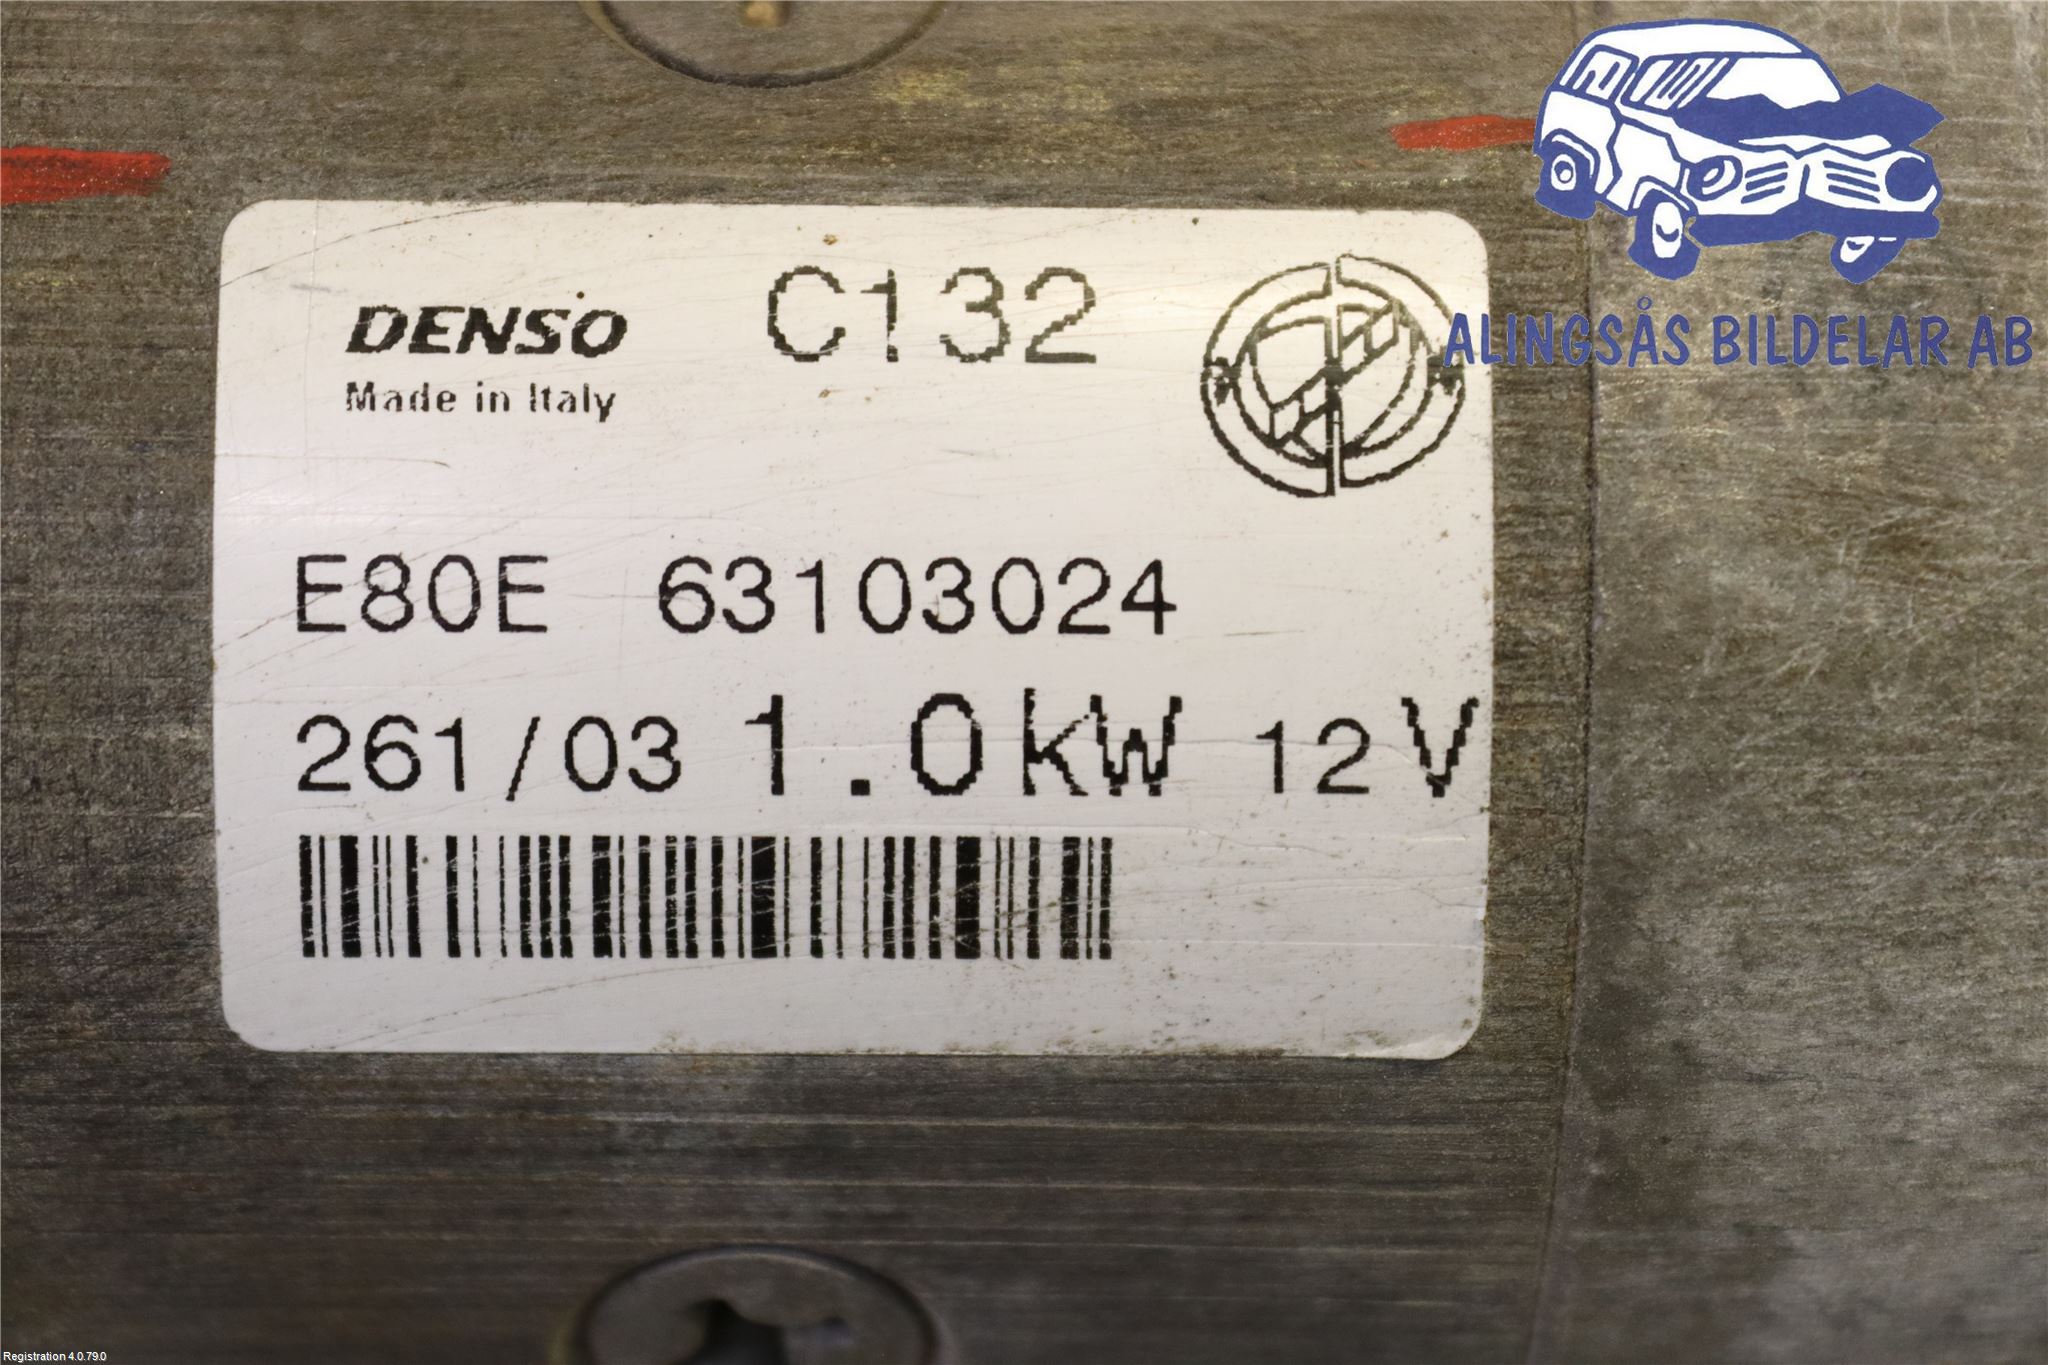 DENSO C132
Made in Italy
ALINGSÅS BILDELAR AB
E80E 63103024
261/03 1.0kW 12V
Registration 4.0.79.0